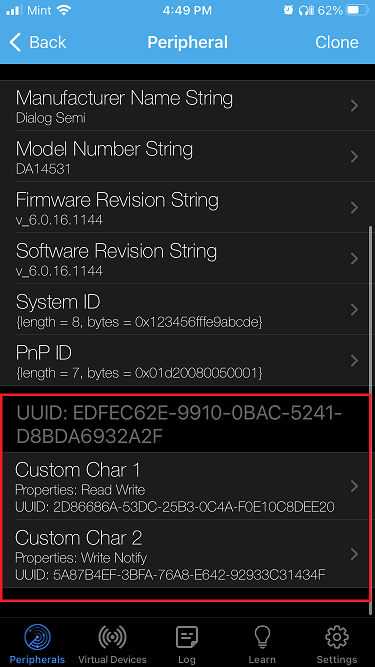 Mint 4:49 PM 62%
Back Peripheral Clone
Manufacturer Name String
Dialog Semi
Model Number String
DA14531
Firmware Revision String
v_6.0.16.1144
Software Revision String
v_6.0.16.1144
System ID
{length = 8, bytes = 0x123456fffe9abcde}
PnP ID
{length = 7, bytes = 0x01d20080050001}
UUID: EDFEC62E-9910-0BAC-5241-
D8BDA6932A2F
Custom Char 1
Properties: Read Write
UUID: 2D86686A-53DC-25B3-0C4A-F0E10C8DEE20
Custom Char 2
Properties: Write Notify
UUID: 5A87B4EF-3BFA-76A8-E642-92933C31434F
Peripherals Virtual Devices Log Learn Settings